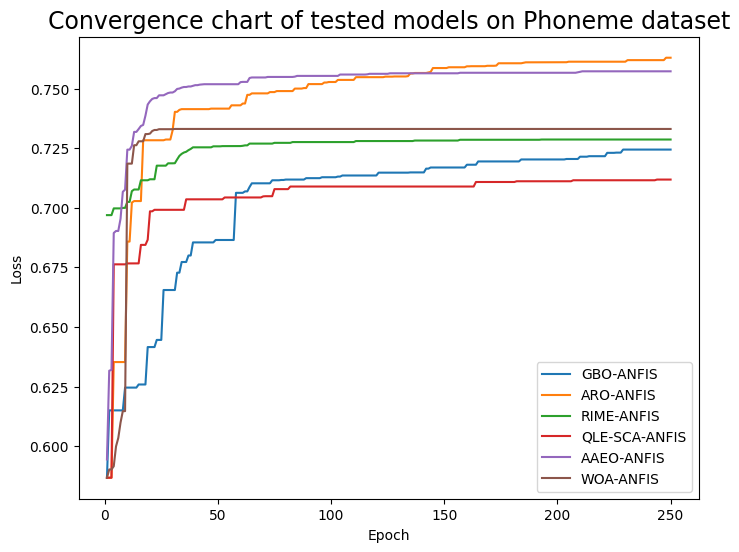 Convergence chart of tested models on Phoneme dataset
Loss
0.750
0.725
0.700
0.675
0.650
0.625
0.600
0
50
100
150
200
250
Epoch
GBO-ANFIS
ARO-ANFIS
RIME-ANFIS
QLE-SCA-ANFIS
AAEO-ANFIS
WOA-ANFIS